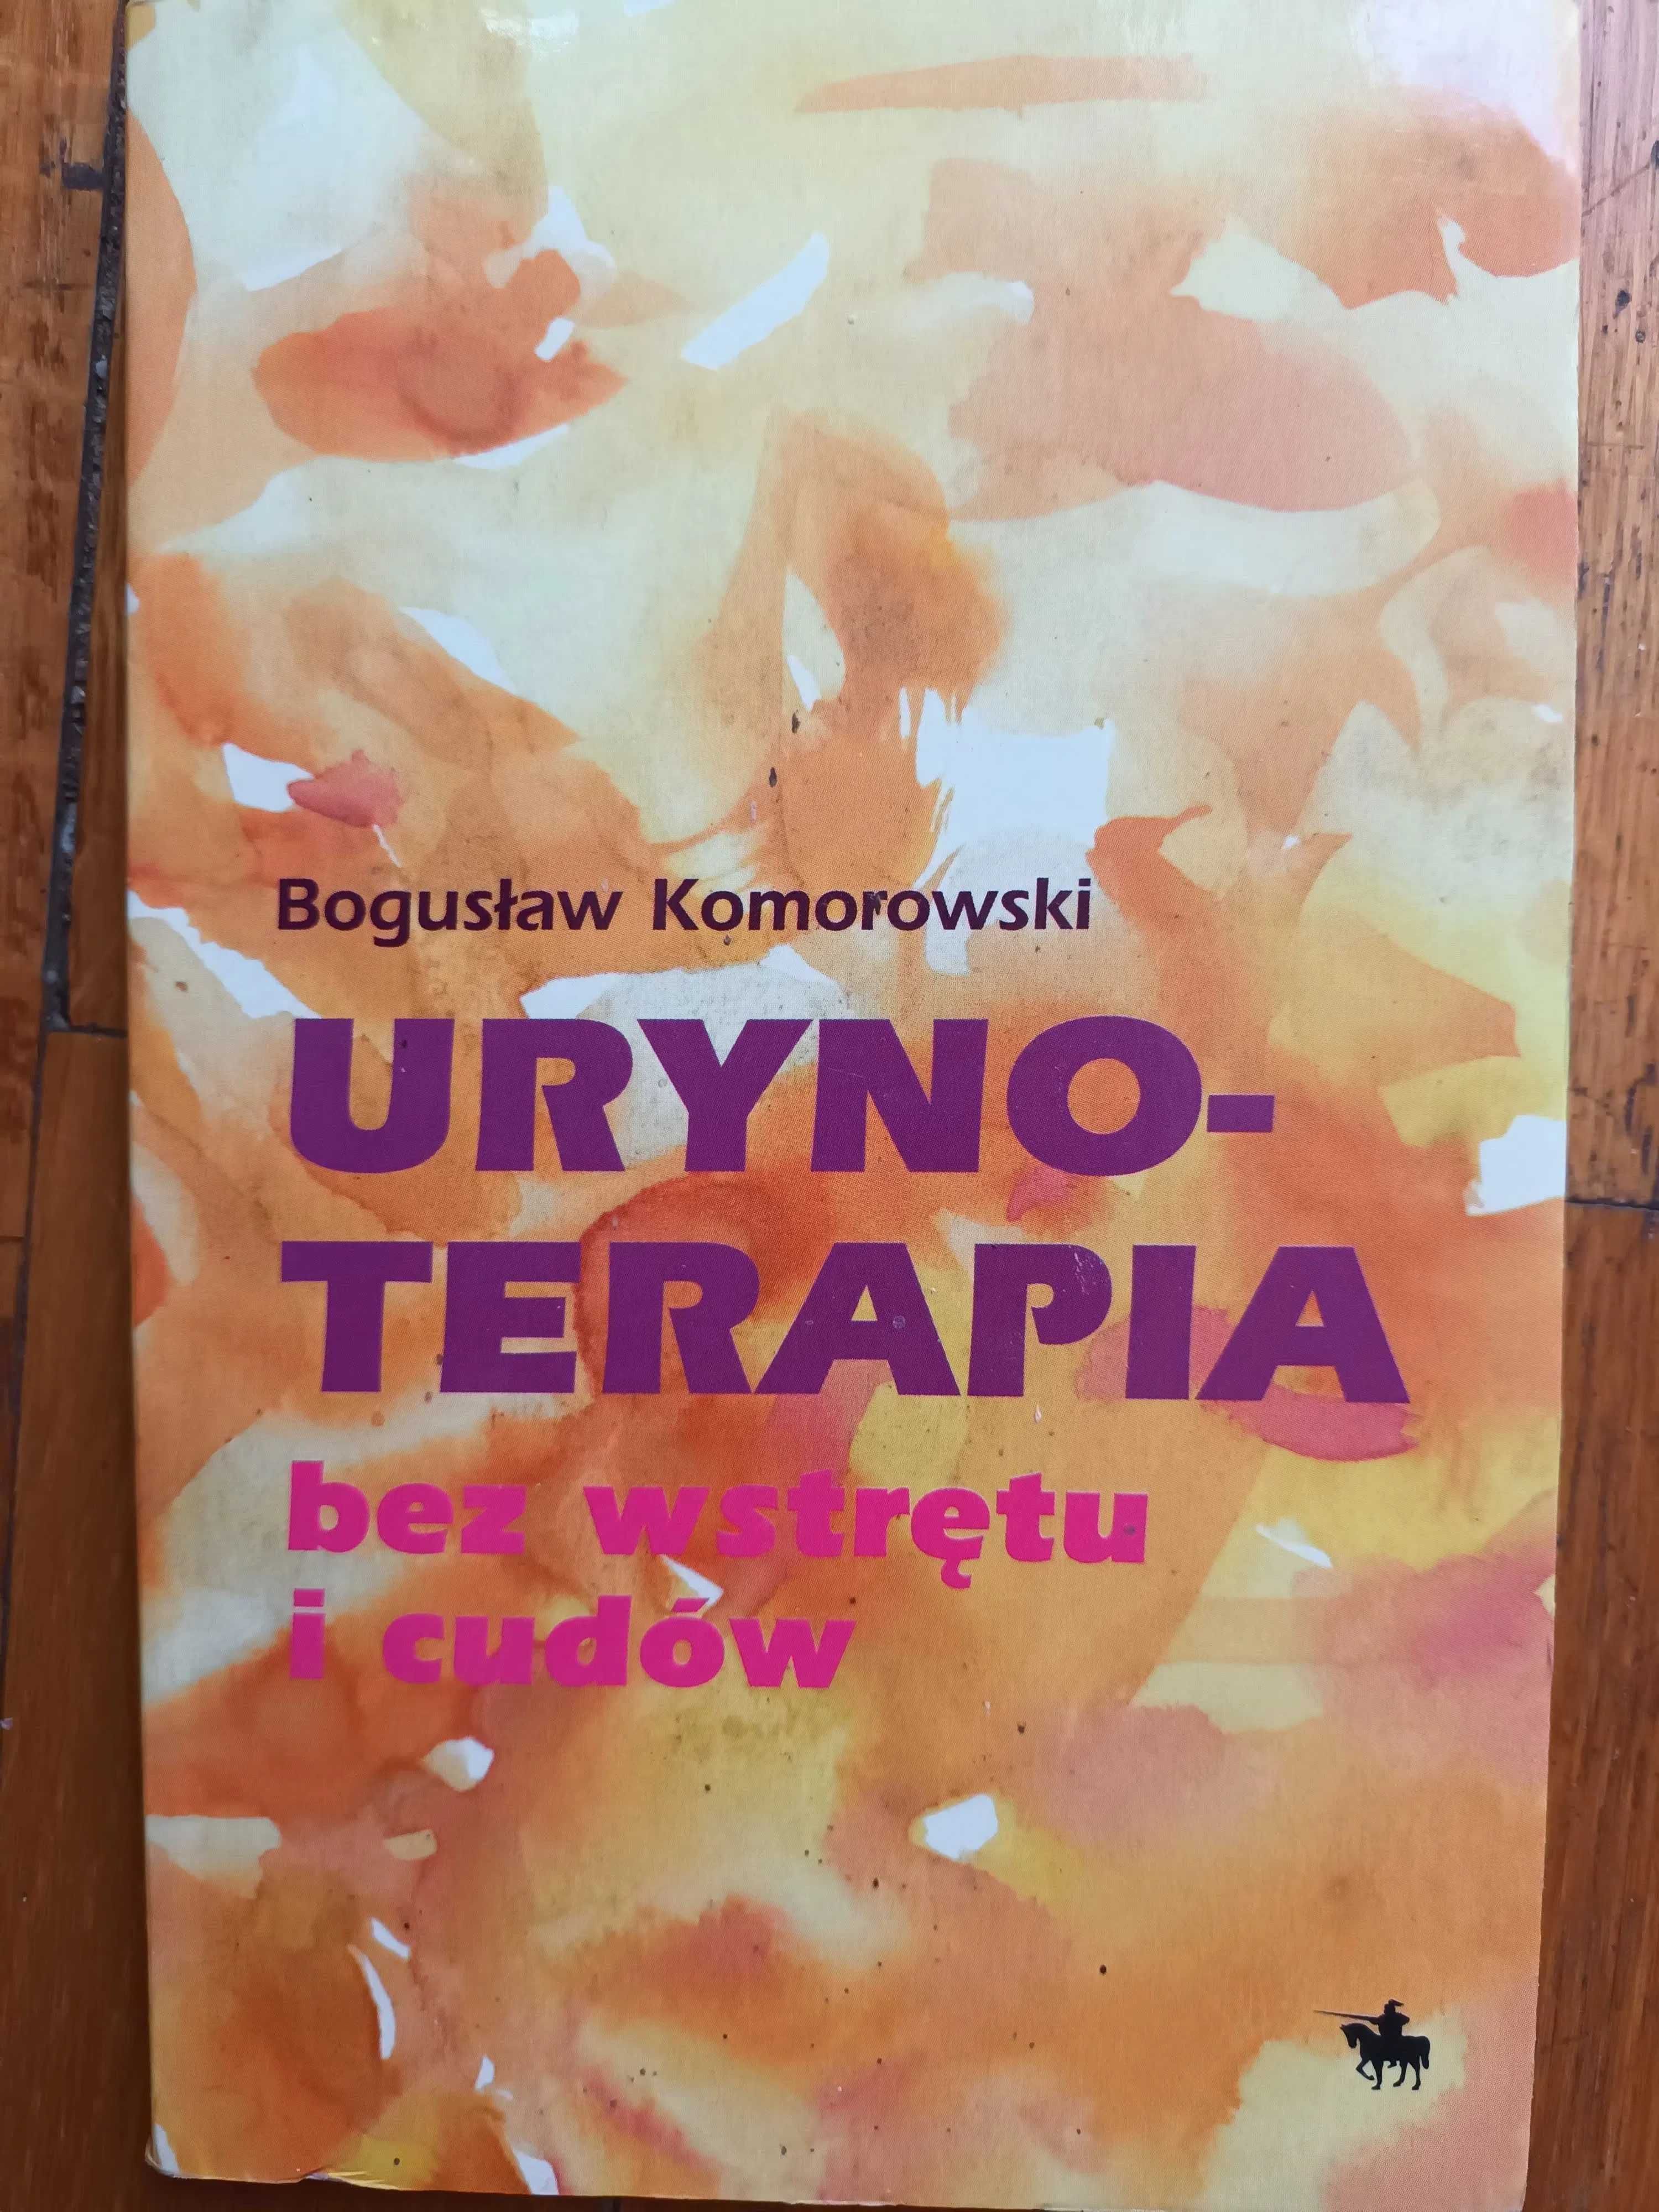 Bogusław Komorowski
URYNO-
TERAPIA
bez wstrętu
i cudów